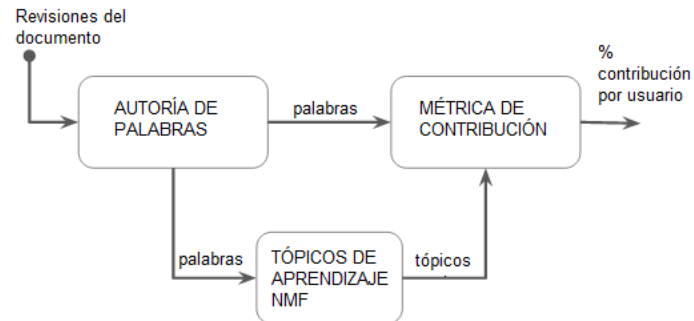 Revisiones del
documento
AUTORÍA DE
PALABRAS
palabras
MÉTRICA DE
CONTRIBUCIÓN
%
contribución
por usuario
palabras
TÓPICOS DE
APRENDIZAJE
NMF
tópicos